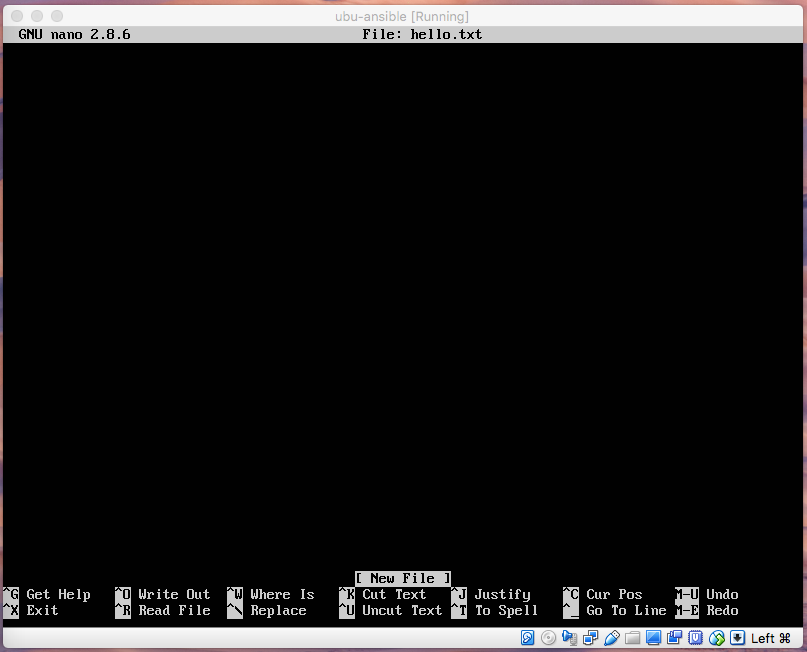 ubu-ansible [Running]
GNU nano 2.8.6 File: hello.txt
[ New File ]
^G Get Help ^O Write Out ^W Where Is ^K Cut Text ^J Justify ^C Cur Pos M-U Undo
^X Exit ^R Read File ^\ Replace ^U Uncut Text ^T To Spell ^_ Go To Line M-E Redo
Left ⌘